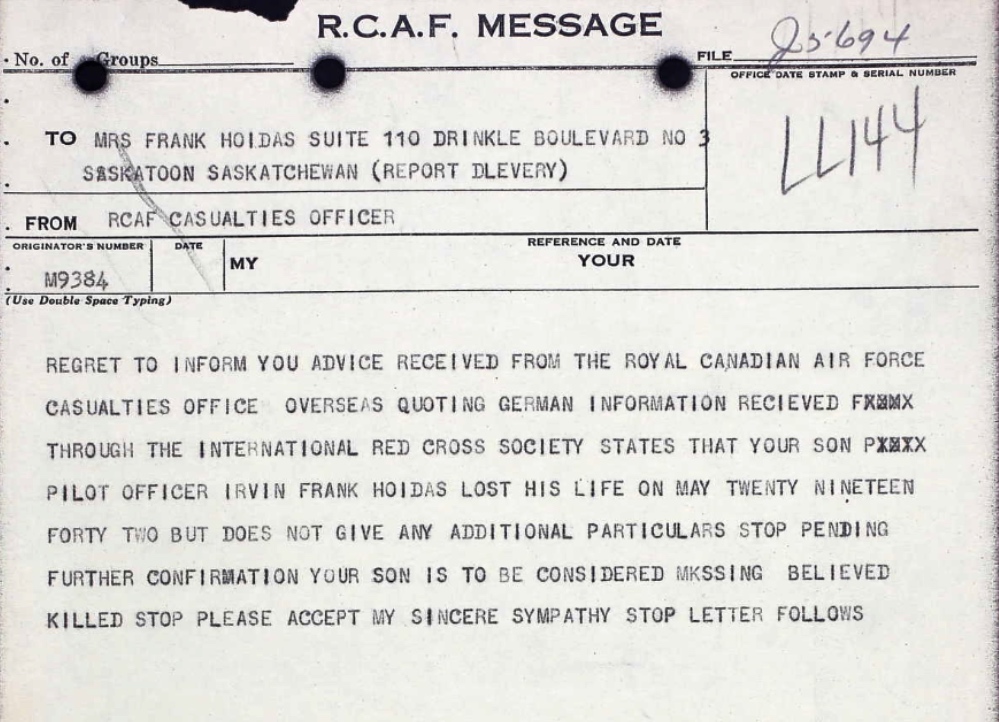 R.C.A.F. MESSAGE
No. of Groups
FILE J5694
OFFICE DATE STAMP & SERIAL NUMBER
LL144
TO MRS FRANK HOIDAS SUITE 110 DRINKLE BOULEVARD NO 3
SASKATOON SASKATCHEWAN (REPORT DLEVERY)
FROM RCAF CASUALTIES OFFICER
ORIGINATOR'S NUMBER DATE REFERENCE AND DATE
MY YOUR
M9384
(Use Double Space Typing)
REGRET TO INFORM YOU ADVICE RECEIVED FROM THE ROYAL CANADIAN AIR FORCE
CASUALTIES OFFICE OVERSEAS QUOTING GERMAN INFORMATION RECIEVED FXXMX
THROUGH THE INTERNATIONAL RED CROSS SOCIETY STATES THAT YOUR SON PXXXX
PILOT OFFICER IRVIN FRANK HOIDAS LOST HIS LIFE ON MAY TWENTY NINETEEN
FORTY TWO BUT DOES NOT GIVE ANY ADDITIONAL PARTICULARS STOP PENDING
FURTHER CONFIRMATION YOUR SON IS TO BE CONSIDERED MKSSING BELIEVED
KILLED STOP PLEASE ACCEPT MY SINCERE SYMPATHY STOP LETTER FOLLOWS